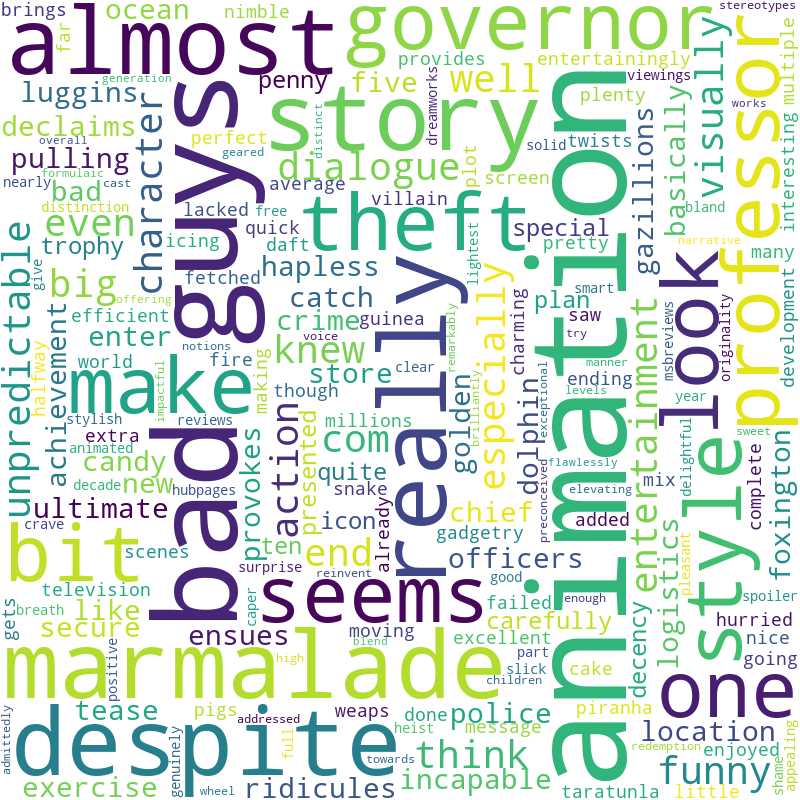 brings
ocean
nimble
governor
stereotypes
almost
far
provides
entertainingly
generation
penny
five
well
viewings
luggins
dreamworks
plenty
visually
multiple
professor
declaims
character
guys
story
works
overall
perfect
distinct
solid
twists
gazillions
basically
pulling
geared
dialogue
plot
screen
interesting
formulaic
nearly
cast
bad
average
villain
animation
bland
distinction
lacked
free
theft
special
even
icing
quick
pretty
many
trophy
daft
lightest
narrative
unpredictable
give
fetched
hapless
really
especially
plan
smart
look
development
big
offering
catch
guinea
charming
saw
try
efficient
crime
remarkably
msbreviews
originality
achievement
enter
notions
voice
knew
clear
manner
world
fire
making
though
ending
year
halfway
make
impactful
store
golden
dolphin
levels
entertainment
stylish
reviews
millions
brilliantly
exceptional
sweet
extra
action
com
delightful
animated
provokes
presented
flawlessly
style
candy
new
quite
elevating
mix
complete
foxington
decade
hubpages
snake
preconceived
ultimate
icon
already
chief
added
logistics
crave
bad
ten
gadgetry
bit
scenes
surprise
end
officers
good
pleasant
television
reinvent
failed
enough
spoiler
gets
like
breath
caper
seems
carefully
decency
hurried
secure
ensues
moving
excellent
nice
marmalade
blend
part
one
going
positive
high
slick
cake
children
tease
pigs
weaps
done
police
piranha
location
admittedly
despite
addressed
heist
message
redemption
enjoyed
genuinely
full
think
funny
shame
appealing
exercise
wheel
ridicules
towards
incapable
taratunla
little